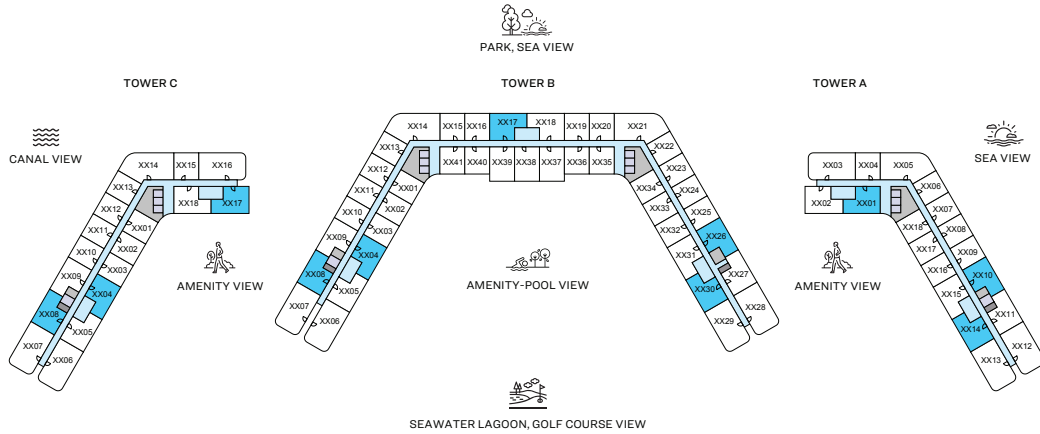 PARK, SEA VIEW
TOWER C
TOWER B
TOWER A
CANAL VIEW
SEA VIEW
XX14
XX15
XX16
XX13
XX12
XX11
XX10
XX09
XX08
XX07
XX18
XX17
XX01
XX02
XX03
XX04
XX05
XX06
AMENITY VIEW
XX14
XX15
XX16
XX17
XX18
XX19
XX20
XX21
XX13
XX12
XX11
XX10
XX09
XX08
XX07
XX41
XX40
XX39
XX38
XX37
XX36
XX35
XX01
XX02
XX03
XX04
XX05
XX06
XX22
XX23
XX24
XX25
XX26
XX27
XX28
XX34
XX33
XX32
XX31
XX30
XX29
AMENITY-POOL VIEW
XX03
XX04
XX05
XX02
XX01
XX06
XX07
XX08
XX09
XX10
XX11
XX12
XX18
XX17
XX16
XX15
XX14
XX13
AMENITY VIEW
SEAWATER LAGOON, GOLF COURSE VIEW